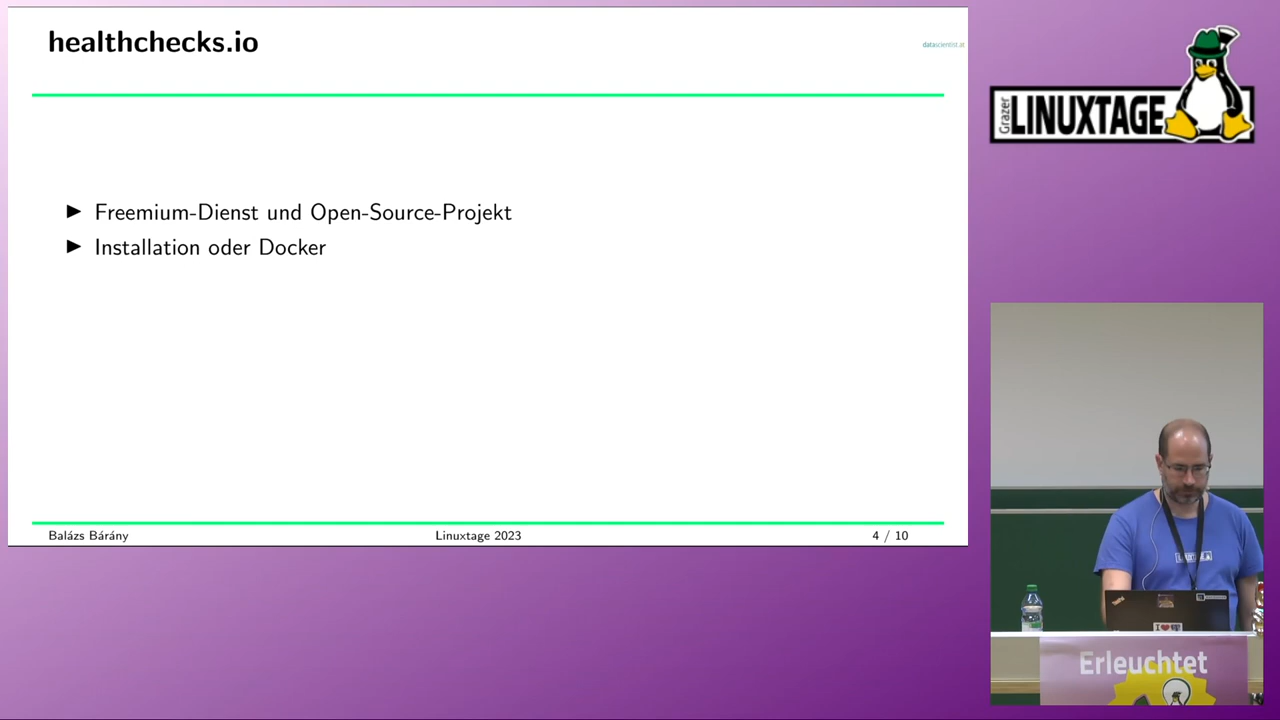 healthchecks.io
datascientist.at
Freemium-Dienst und Open-Source-Projekt
Installation oder Docker
Balázs Bárány
Linuxtage 2023
4 / 10
Grazer
LINUXTAGE
Erleuchtet